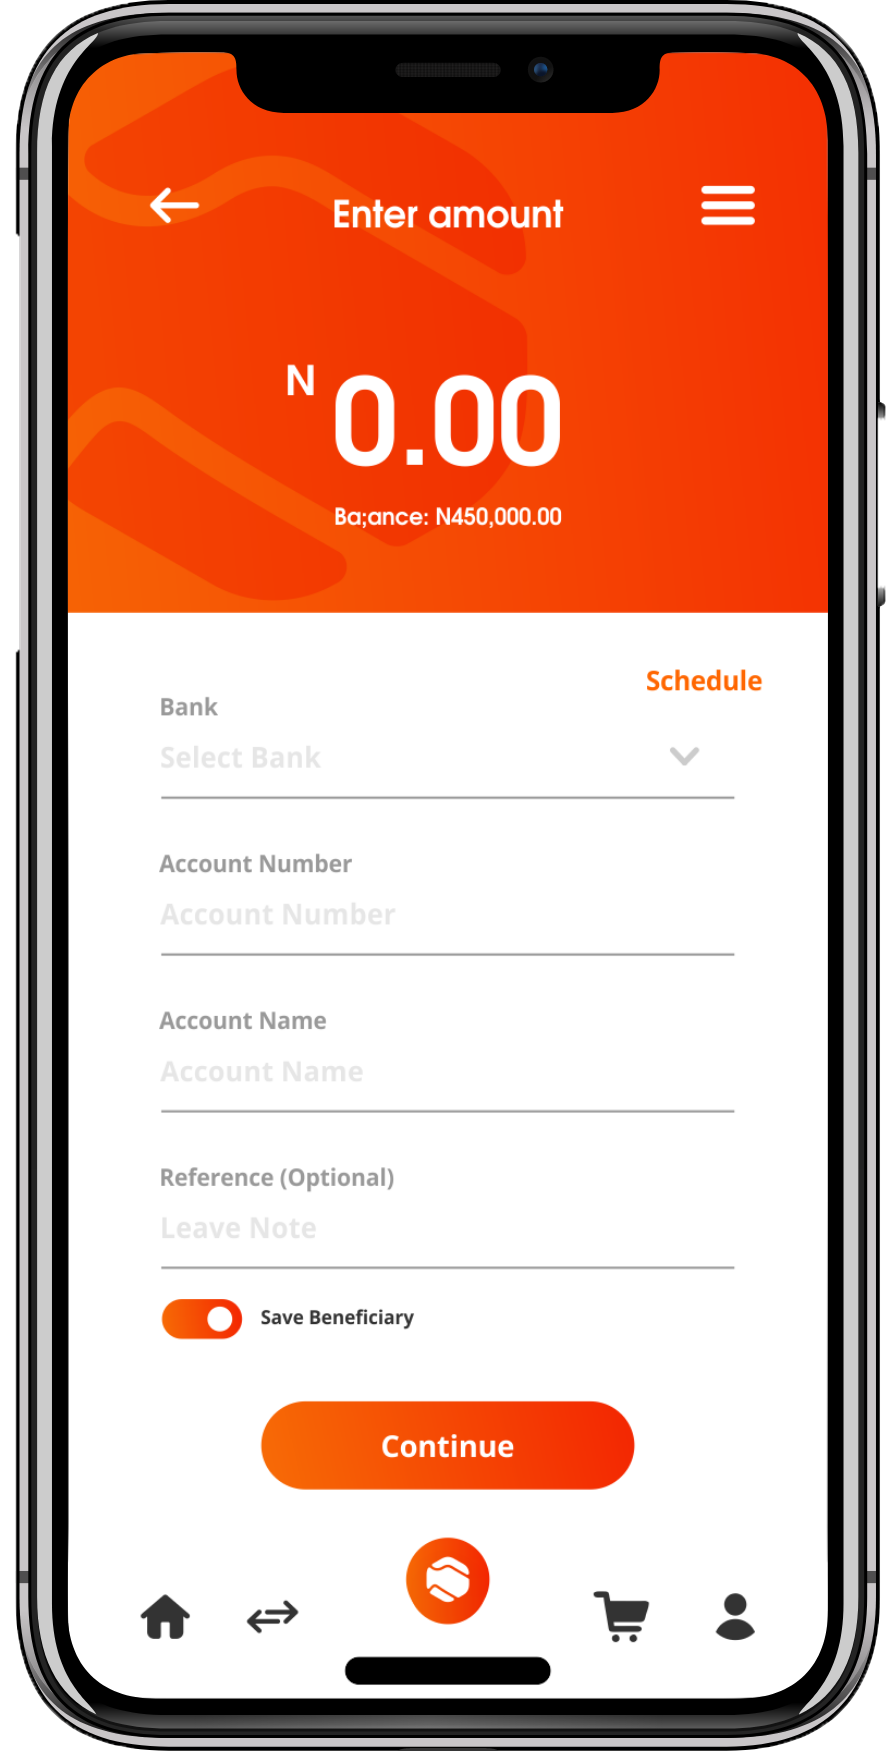 Enter amount
N 0.00
Ba;ance: N450,000.00
Schedule
Bank
Select Bank
Account Number
Account Number
Account Name
Account Name
Reference (Optional)
Leave Note
Save Beneficiary
Continue